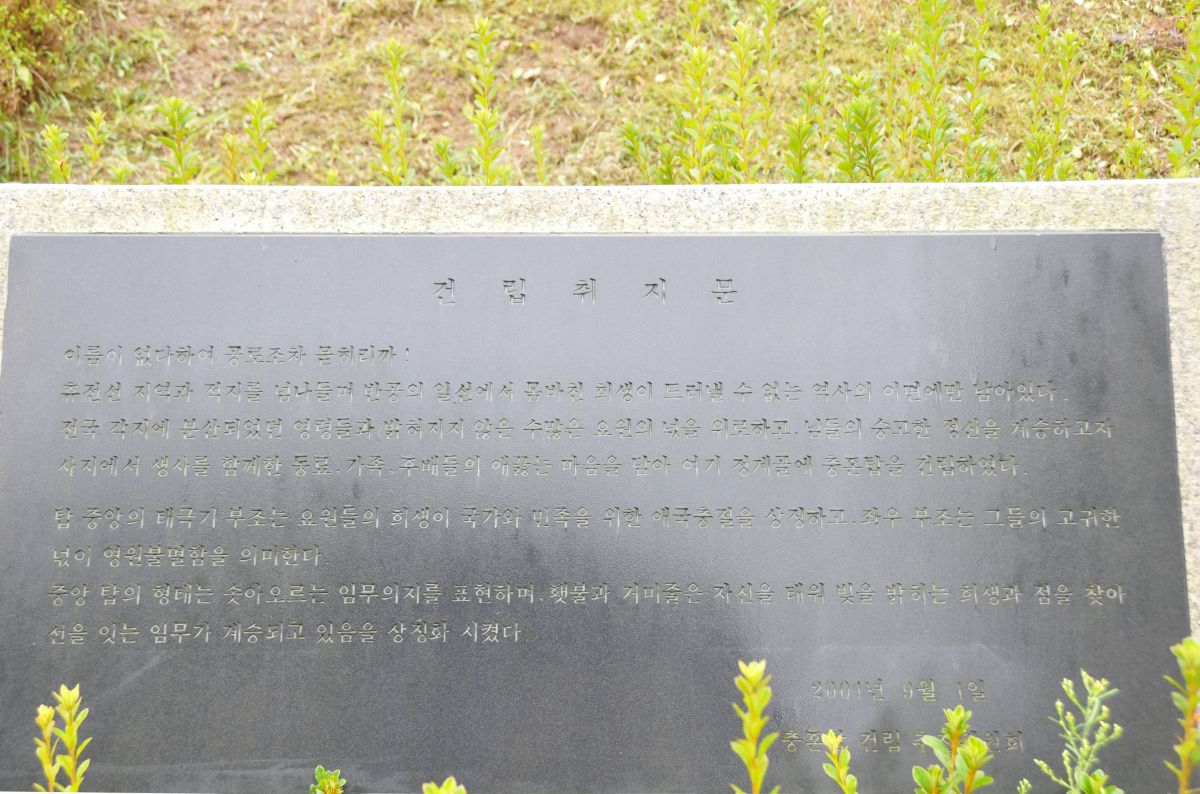 건 립 취 지 문
이름이 없다하여 공로조차 묻히리까!
휴전선 지역과 적지를 넘나들며 반공의 일선에서 몸바친 희생이 드러낼 수 없는 역사의 이면에만 남아있다.
전국 각지에 분산되었던 영령들과 밝혀지지 않은 수많은 요원의 넋을 위로하고, 님들의 숭고한 정신을 계승하고자
사지에서 생사를 함께한 동료, 가족, 후배들의 애끓는 마음을 담아 여기 청계골에 충혼탑을 건립하였다.
탑 중앙의 태극기 부조는 요원들의 희생이 국가와 민족을 위한 애국충절을 상징하고, 좌우 부조는 그들의 고귀한
넋이 영원불멸함을 의미한다.
중앙 탑의 형태는 솟아오르는 임무의지를 표현하며, 횃불과 거미줄은 자신을 태워 빛을 밝히는 희생과 점을 찾아
선을 잇는 임무가 계승되고 있음을 상징화 시켰다.
2001년 9월 1일
충혼 건립